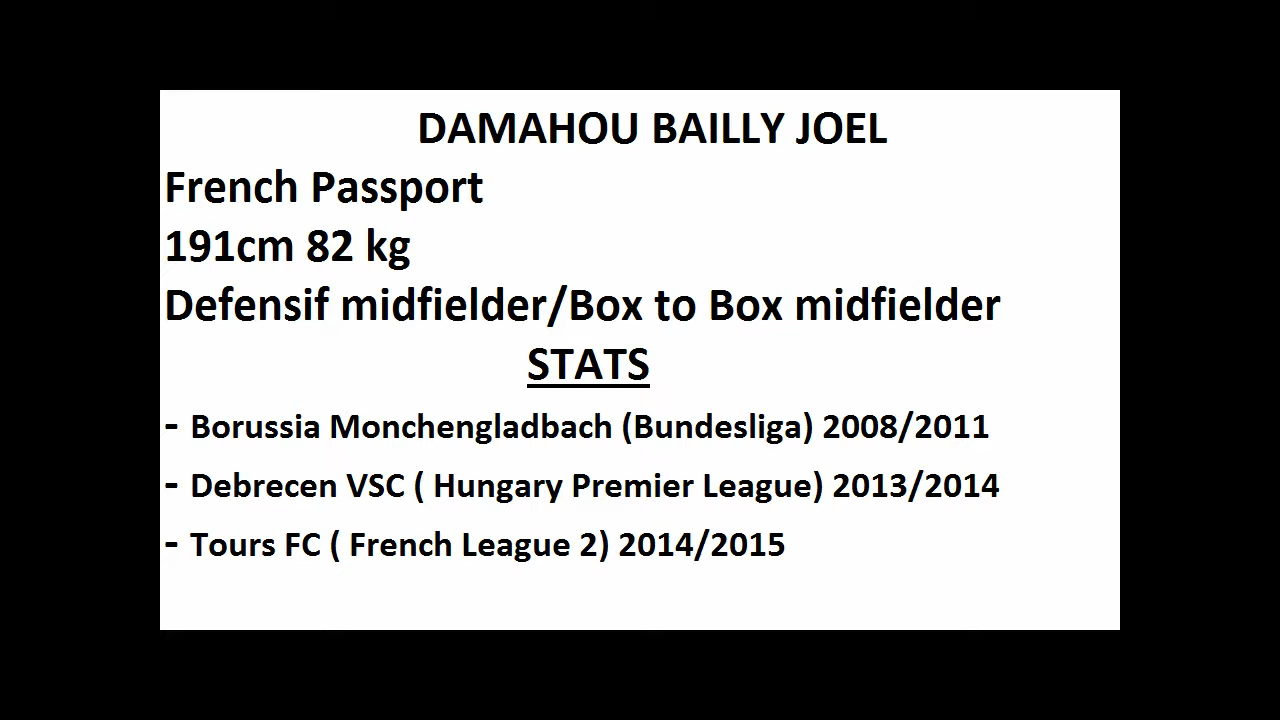 DAMAHOU BAILLY JOEL
French Passport
191cm 82 kg
Defensif midfielder/Box to Box midfielder
STATS
- Borussia Monchengladbach (Bundesliga) 2008/2011
- Debrecen VSC ( Hungary Premier League) 2013/2014
- Tours FC ( French League 2) 2014/2015